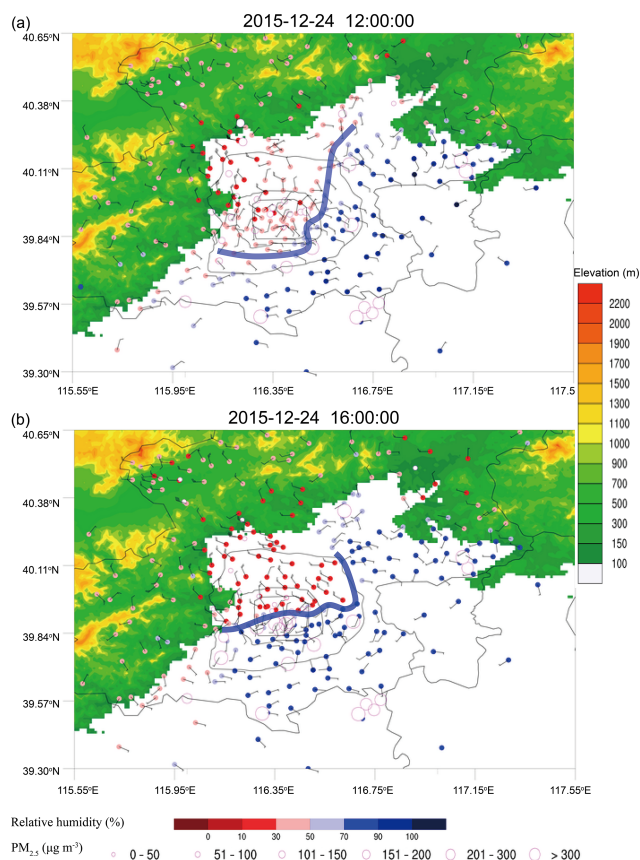 (a) 2015-12-24 12:00:00
40.65°N
40.38°N
40.11°N
39.84°N
39.57°N
39.30°N
115.55°E 115.95°E 116.35°E 116.75°E 117.15°E 117.5
Elevation (m)
2200
2000
1900
1700
1500
1300
1100
1000
900
700
500
300
150
100
(b) 2015-12-24 16:00:00
40.65°N
40.38°N
40.11°N
39.84°N
39.57°N
39.30°N
115.55°E 115.95°E 116.35°E 116.75°E 117.15°E 117.55°E
Relative humidity (%)
0 10 30 50 70 90 100
PM2.5 (μg m-3) 0 - 50 51 - 100 101 - 150 151 - 200 201 - 300 > 300